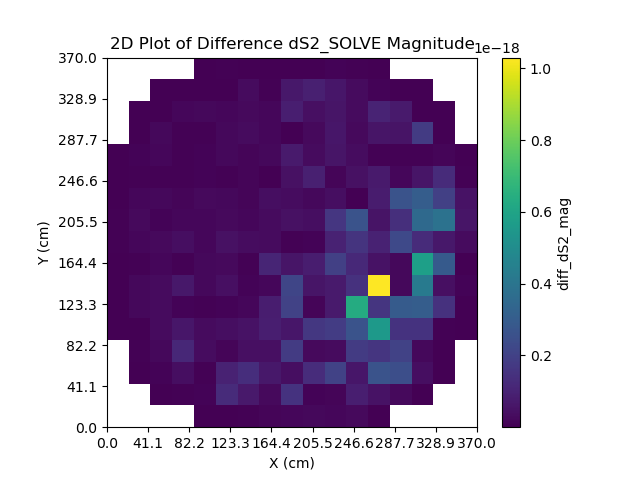 2D Plot of Difference dS2_SOLVE Magnitude
1e−18
370.0
328.9
287.7
246.6
205.5
164.4
123.3
82.2
41.1
0.0
Y (cm)
0.0 41.1 82.2 123.3 164.4 205.5 246.6 287.7 328.9 370.0
X (cm)
1.0
0.8
0.6
0.4
0.2
diff_dS2_mag